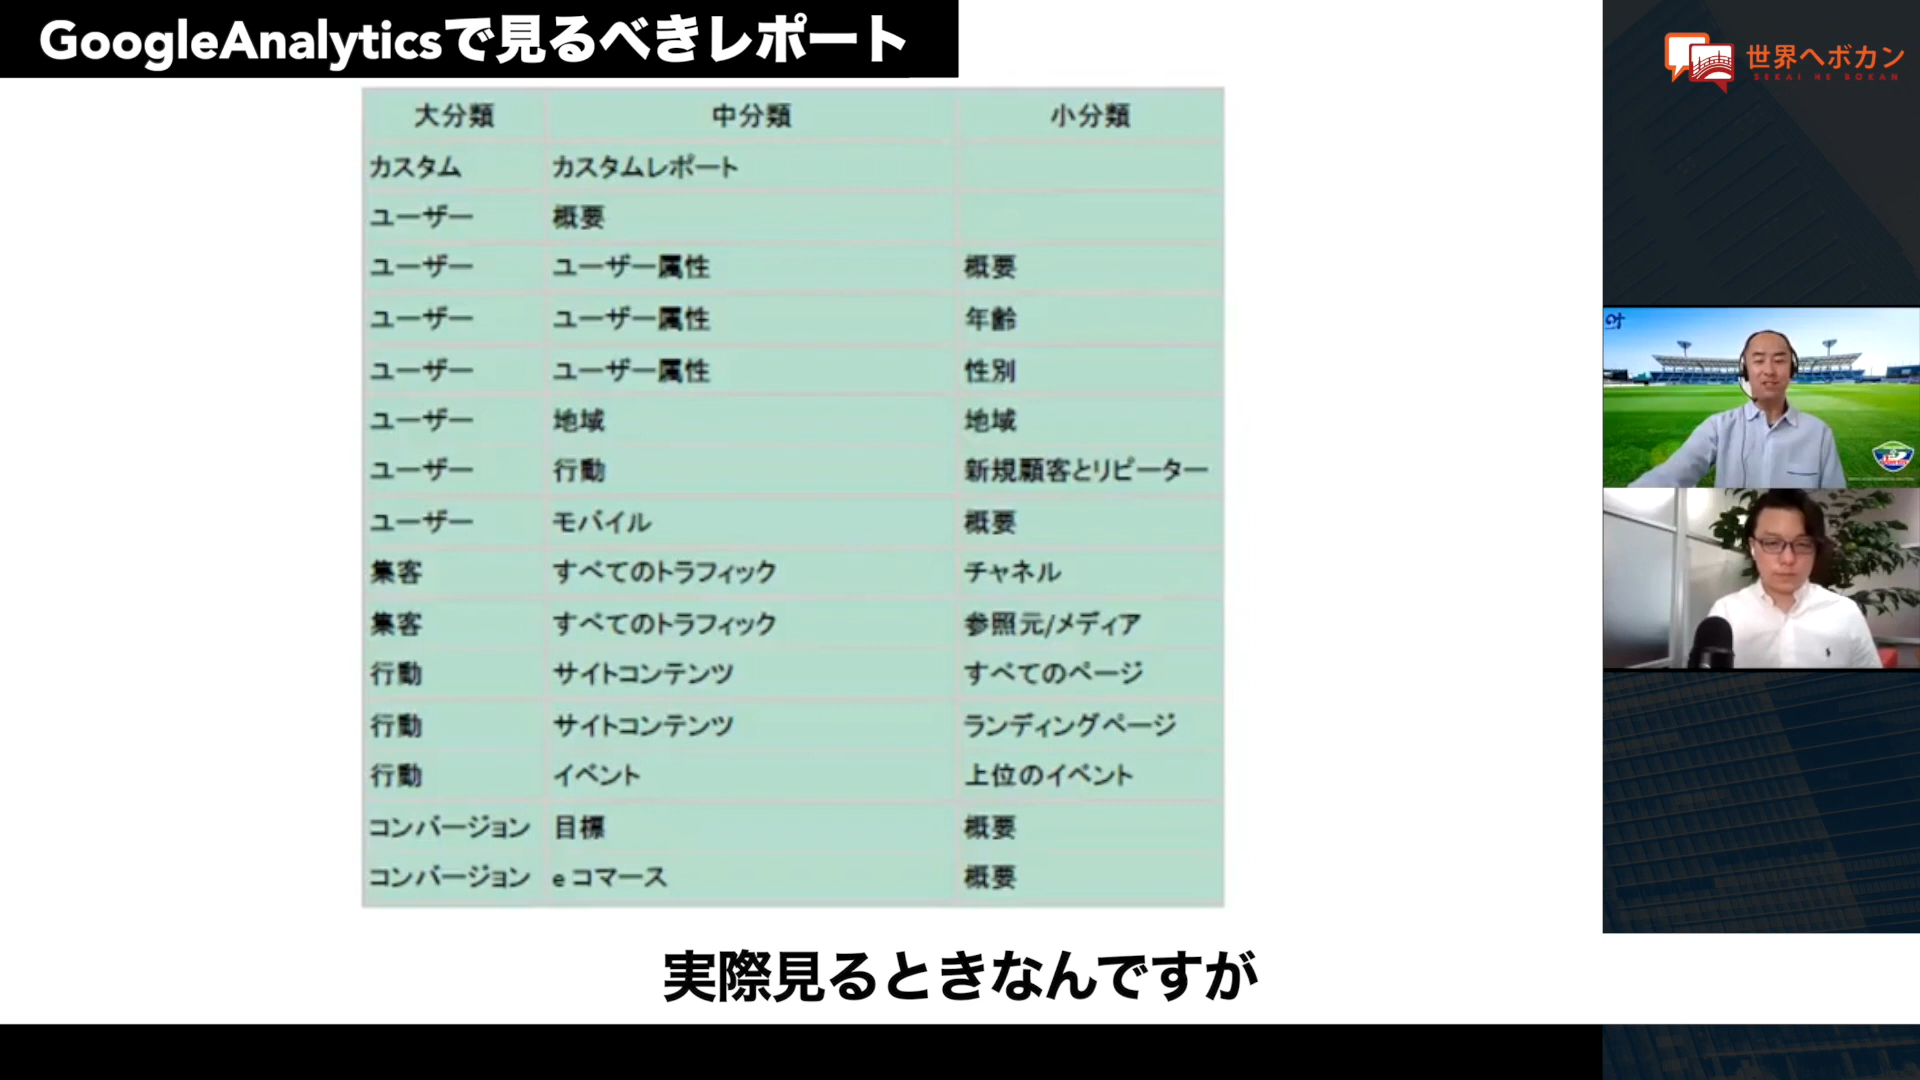 GoogleAnalyticsで見るべきレポート
世界へボカン
SEKAI HE BOKAN
大分類 中分類 小分類
カスタム カスタムレポート
ユーザー 概要
ユーザー ユーザー属性 概要
ユーザー ユーザー属性 年齢
ユーザー ユーザー属性 性別
ユーザー 地域 地域
ユーザー 行動 新規顧客とリピーター
ユーザー モバイル 概要
集客 すべてのトラフィック チャネル
集客 すべてのトラフィック 参照元/メディア
行動 サイトコンテンツ すべてのページ
行動 サイトコンテンツ ランディングページ
行動 イベント 上位のイベント
コンバージョン 目標 概要
コンバージョン eコマース 概要
実際見るときなんですが